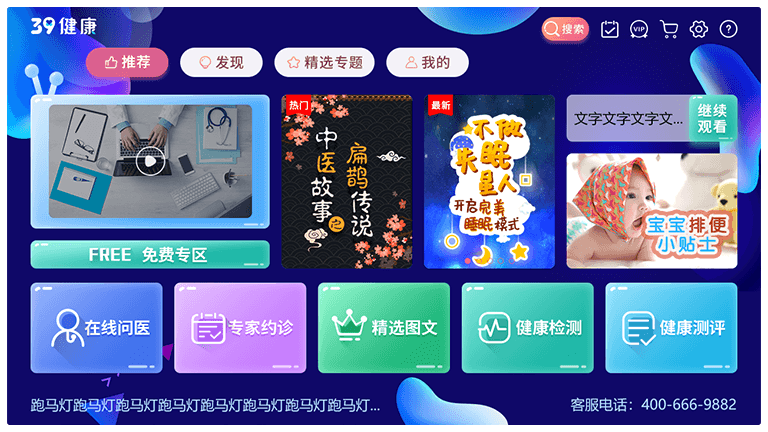 39健康
搜索
VIP
推荐
发现
精选专题
我的
热门
中医故事之
扁鹊传说
最新
不做
失眠
星人
开启完美
睡眠模式
文字文字文字文...
继续
观看
宝宝排便
小贴士
FREE 免费专区
在线问医
专家约诊
精选图文
健康检测
健康测评
跑马灯跑马灯跑马灯跑马灯跑马灯跑马灯跑马灯跑马灯...
客服电话：400-666-9882